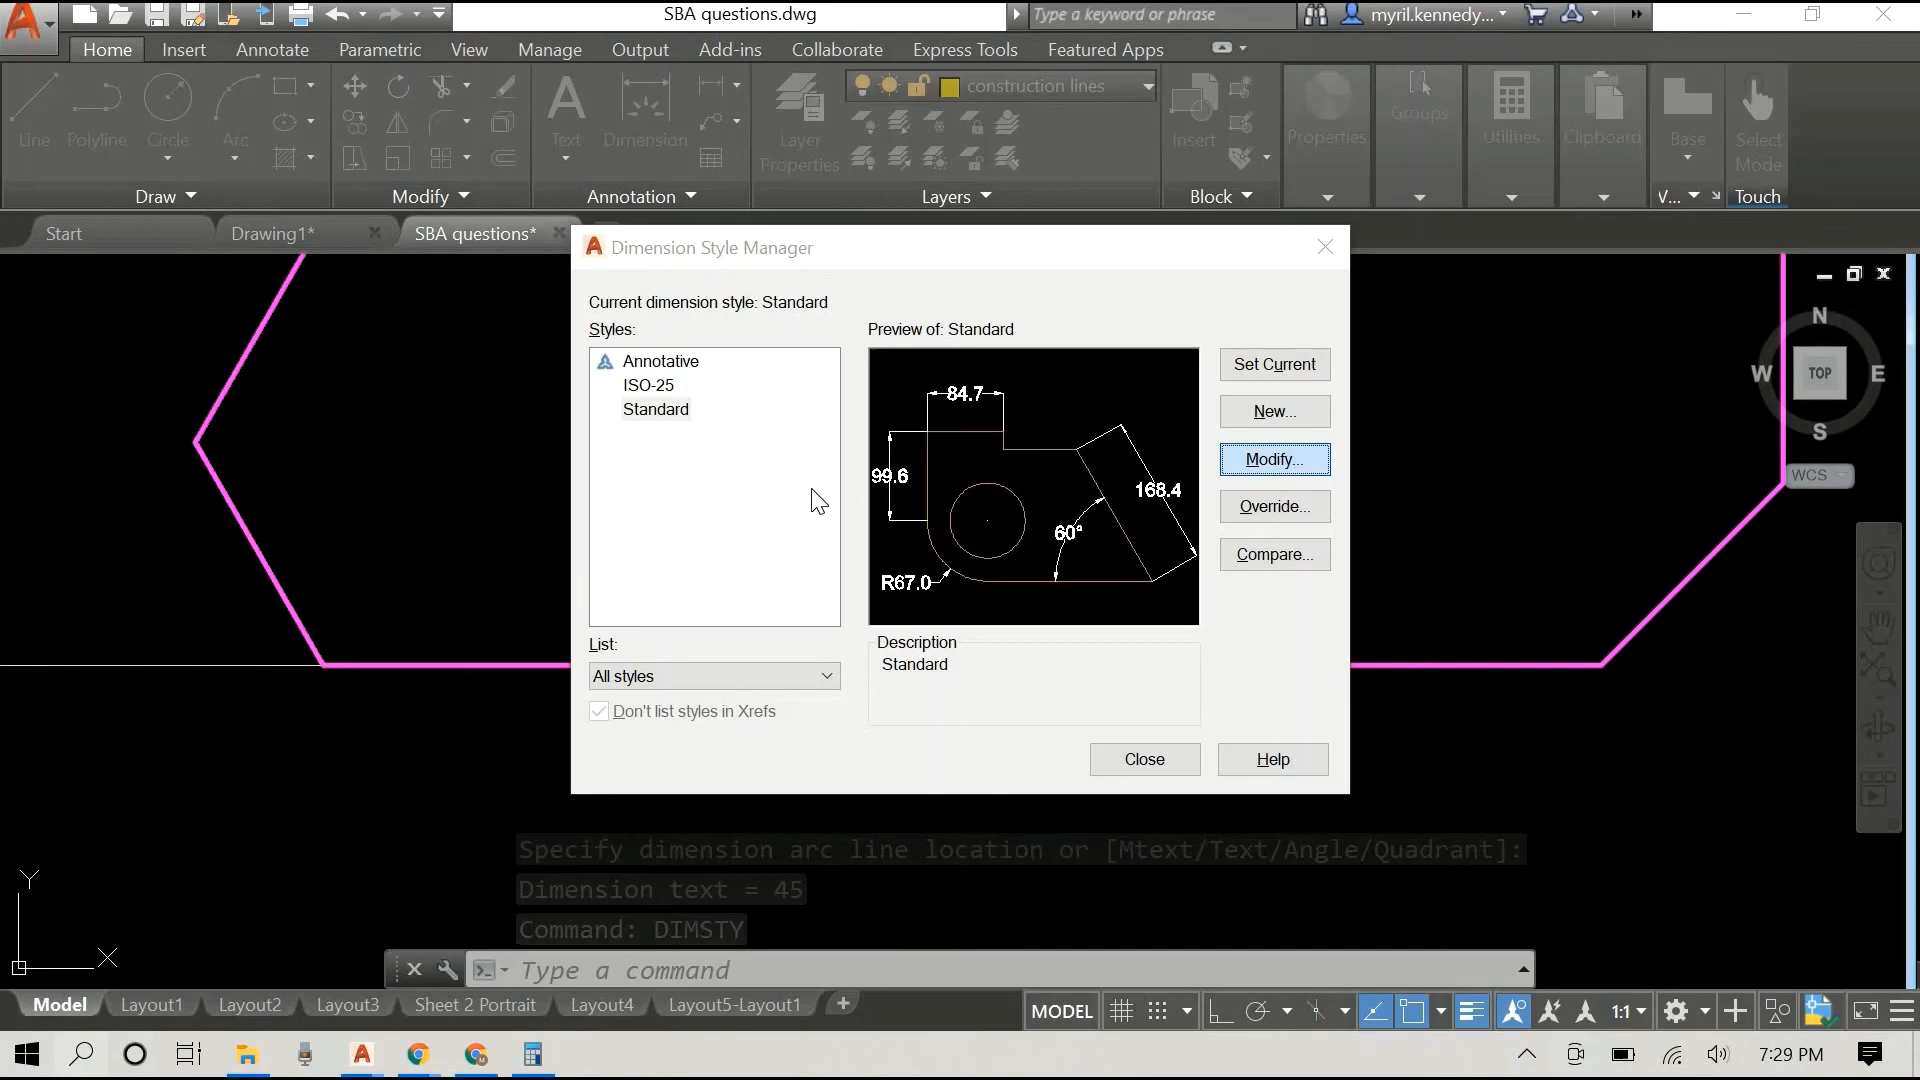 SBA questions.dwg
Type a keyword or phrase
myril.kennedy...
Home Insert Annotate Parametric View Manage Output Add-ins Collaborate Express Tools Featured Apps
construction lines
Line Polyline Circle Arc Text Dimension Layer Properties Insert Properties Groups Utilities Clipboard Base Select Mode
Draw Modify Annotation Layers Block V... Touch
Start Drawing1* SBA questions*
Dimension Style Manager
Current dimension style: Standard
Styles:
Preview of: Standard
Annotative
ISO-25
Standard
84.7
99.6
168.4
60°
R67.0
Set Current
New...
Modify...
Override...
Compare...
List:
All styles
Don't list styles in Xrefs
Description
Standard
Close
Help
N
W TOP E
S
WCS
Specify dimension arc line location or [Mtext/Text/Angle/Quadrant]:
Dimension text = 45
Command: DIMSTY
Type a command
Y
X
Model Layout1 Layout2 Layout3 Sheet 2 Portrait Layout4 Layout5-Layout1 +
MODEL
1:1
7:29 PM